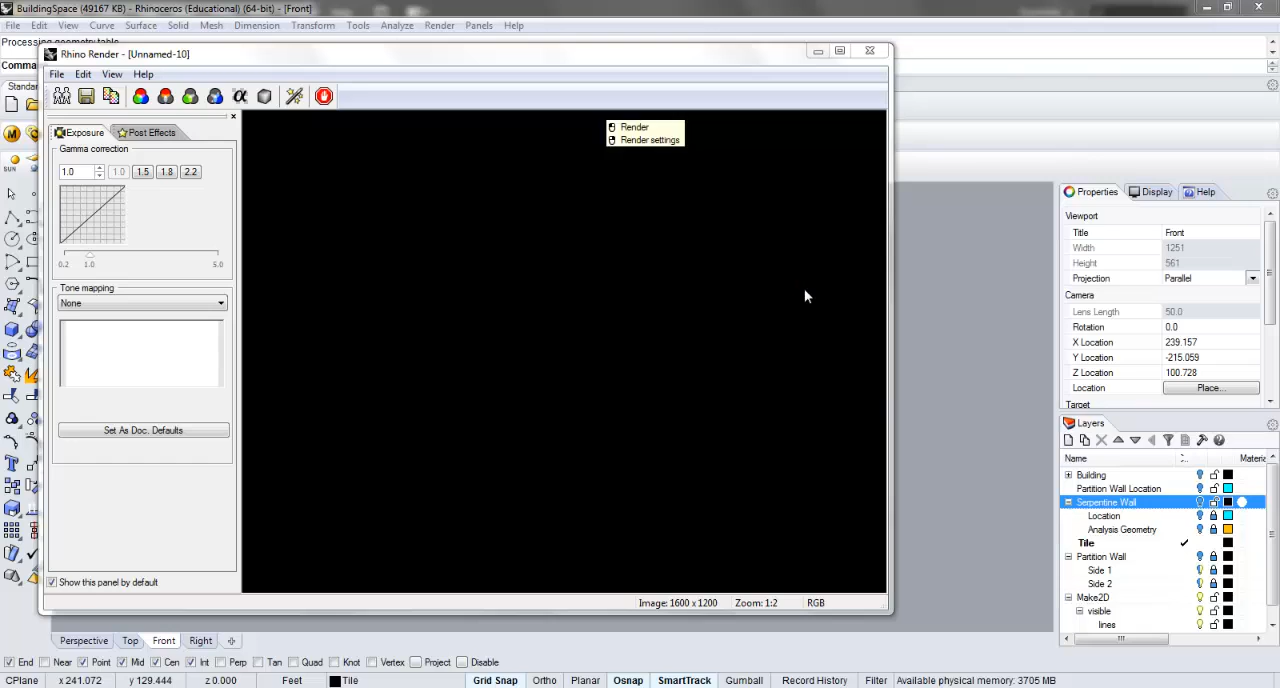 BuildingSpace (49167 KB) - Rhinoceros (Educational) (64-bit) - [Front]
File Edit View Curve Surface Solid Mesh Dimension Transform Tools Analyze Render Panels Help
Processing geometry table
Comma
Standar
Rhino Render - [Unnamed-10]
File Edit View Help
Exposure Post Effects
Gamma correction
1.0 1.0 1.5 1.8 2.2
0.2 1.0 5.0
Tone mapping
None
Set As Doc. Defaults
Show this panel by default
Render
Render settings
Image: 1600 x 1200 Zoom: 1:2 RGB
SUN
Properties Display Help
Viewport
Title Front
Width 1251
Height 561
Projection Parallel
Camera
Lens Length 50.0
Rotation 0.0
X Location 239.157
Y Location -215.059
Z Location 100.728
Location Place...
Target
Layers
Name Materia
Building
Partition Wall Location
Serpentine Wall
Location
Analysis Geometry
Tile
Partition Wall
Side 1
Side 2
Make2D
visible
lines
Perspective Top Front Right
End Near Point Mid Cen Int Perp Tan Quad Knot Vertex Project Disable
CPlane x 241.072 y 129.444 z 0.000 Feet Tile Grid Snap Ortho Planar Osnap SmartTrack Gumball Record History Filter Available physical memory: 3705 MB